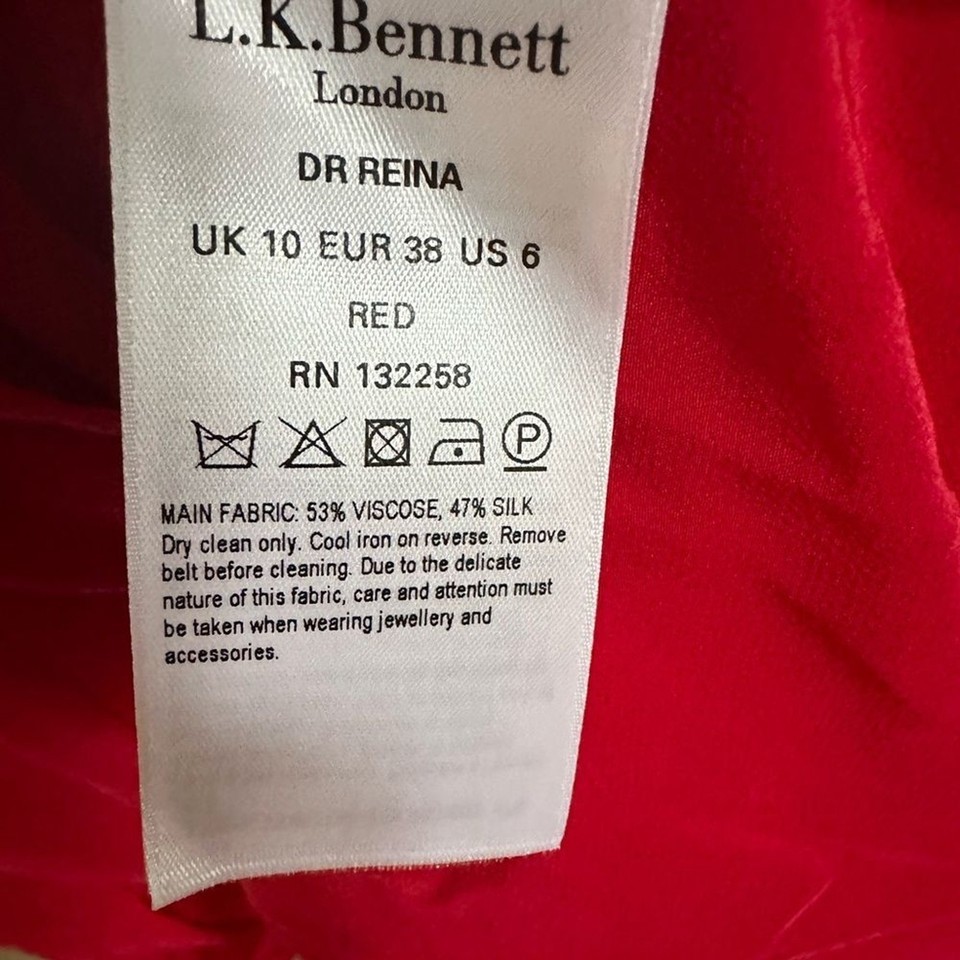 L.K.Bennett
London
DR REINA
UK 10 EUR 38 US 6
RED
RN 132258
P
MAIN FABRIC: 53% VISCOSE, 47% SILK
Dry clean only. Cool iron on reverse. Remove
belt before cleaning. Due to the delicate
nature of this fabric, care and attention must
be taken when wearing jewellery and
accessories.